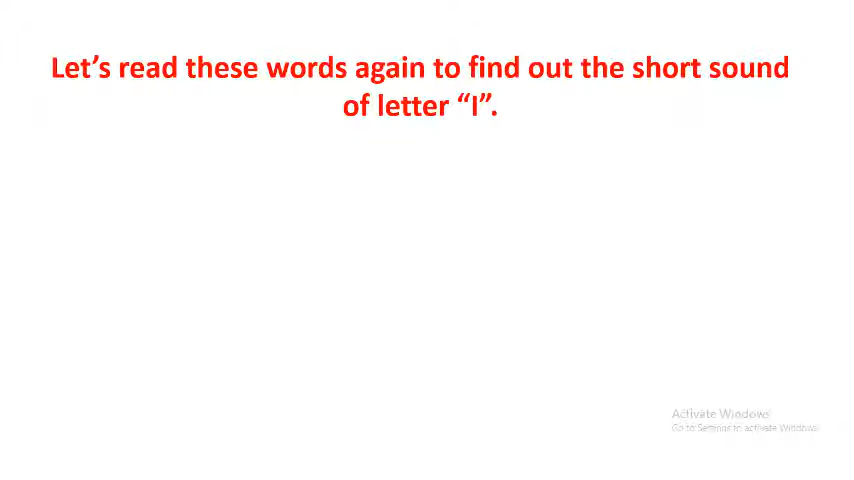 Let’s read these words again to find out the short sound
of letter “I”.
Activate Windows
Go to Settings to activate Windows.